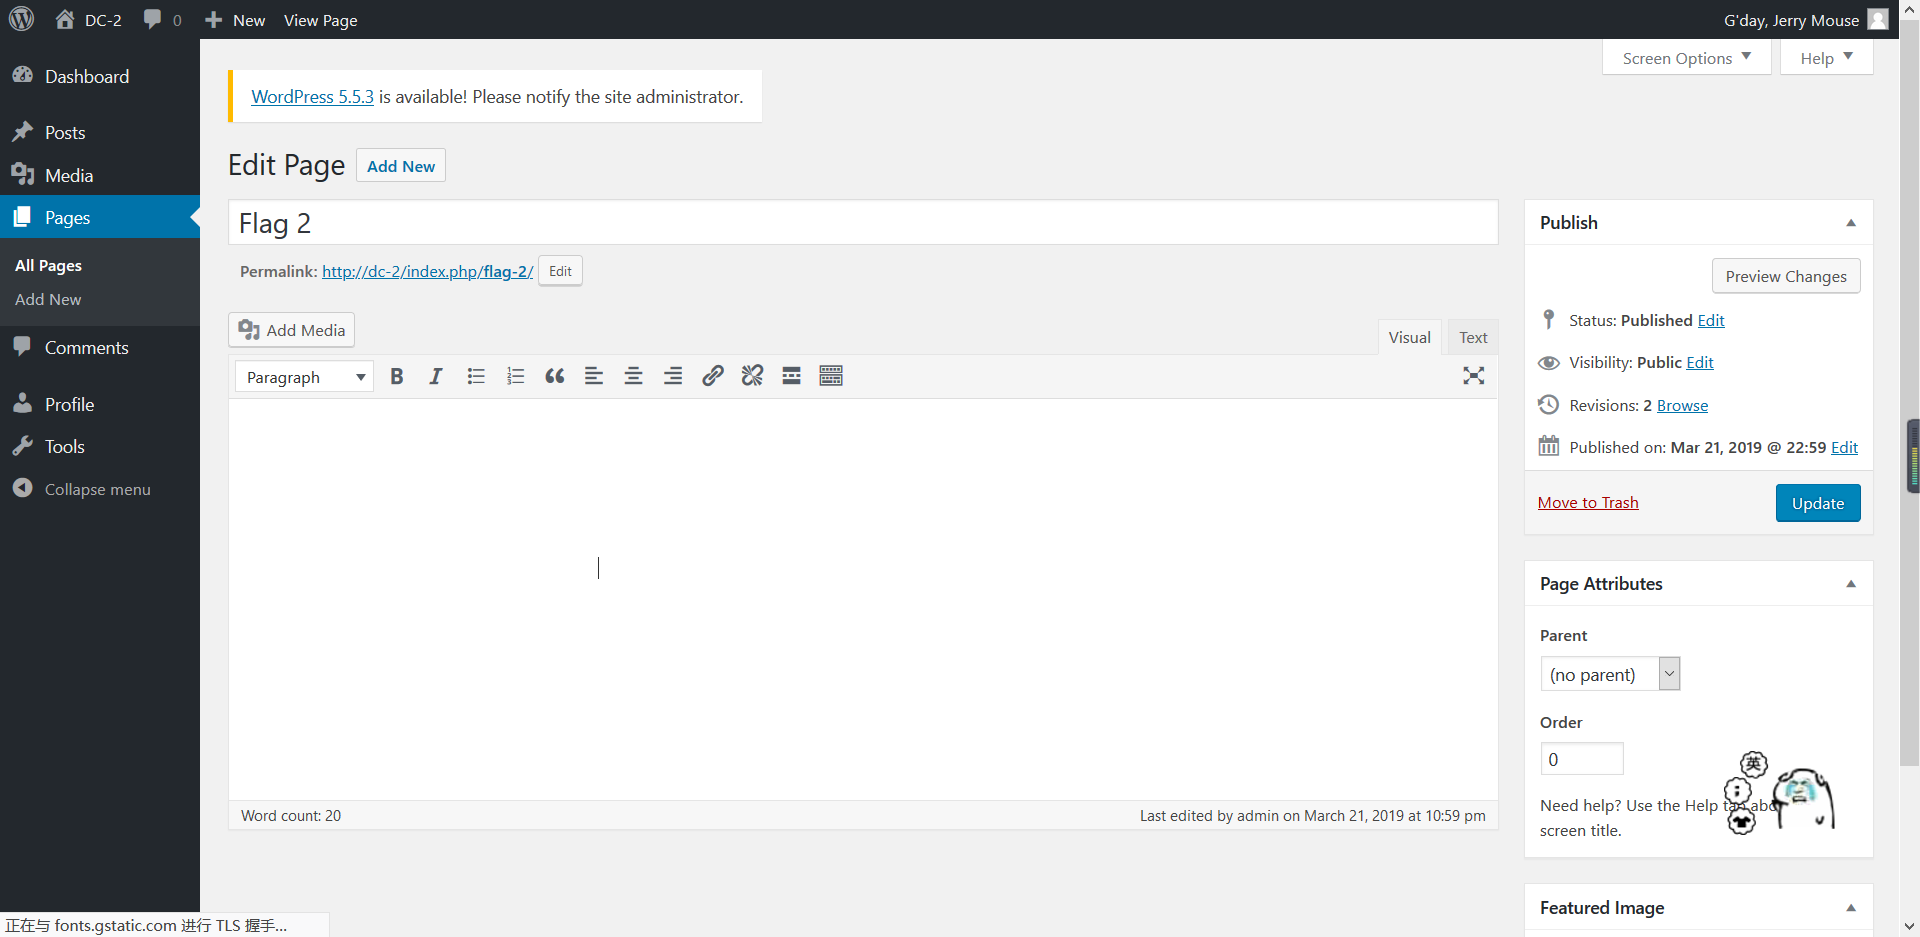 DC-2 0 New View Page G'day, Jerry Mouse
Screen Options Help
Dashboard
Posts
Media
Pages
All Pages
Add New
Comments
Profile
Tools
Collapse menu
WordPress 5.5.3 is available! Please notify the site administrator.
Edit Page Add New
Flag 2
Permalink: http://dc-2/index.php/flag-2/ Edit
Add Media
Visual Text
Paragraph
Word count: 20
Last edited by admin on March 21, 2019 at 10:59 pm
Publish
Preview Changes
Status: Published Edit
Visibility: Public Edit
Revisions: 2 Browse
Published on: Mar 21, 2019 @ 22:59 Edit
Move to Trash
Update
Page Attributes
Parent
(no parent)
Order
0
英
Need help? Use the Help
screen title.
Featured Image
正在与 fonts.gstatic.com 进行 TLS 握手...